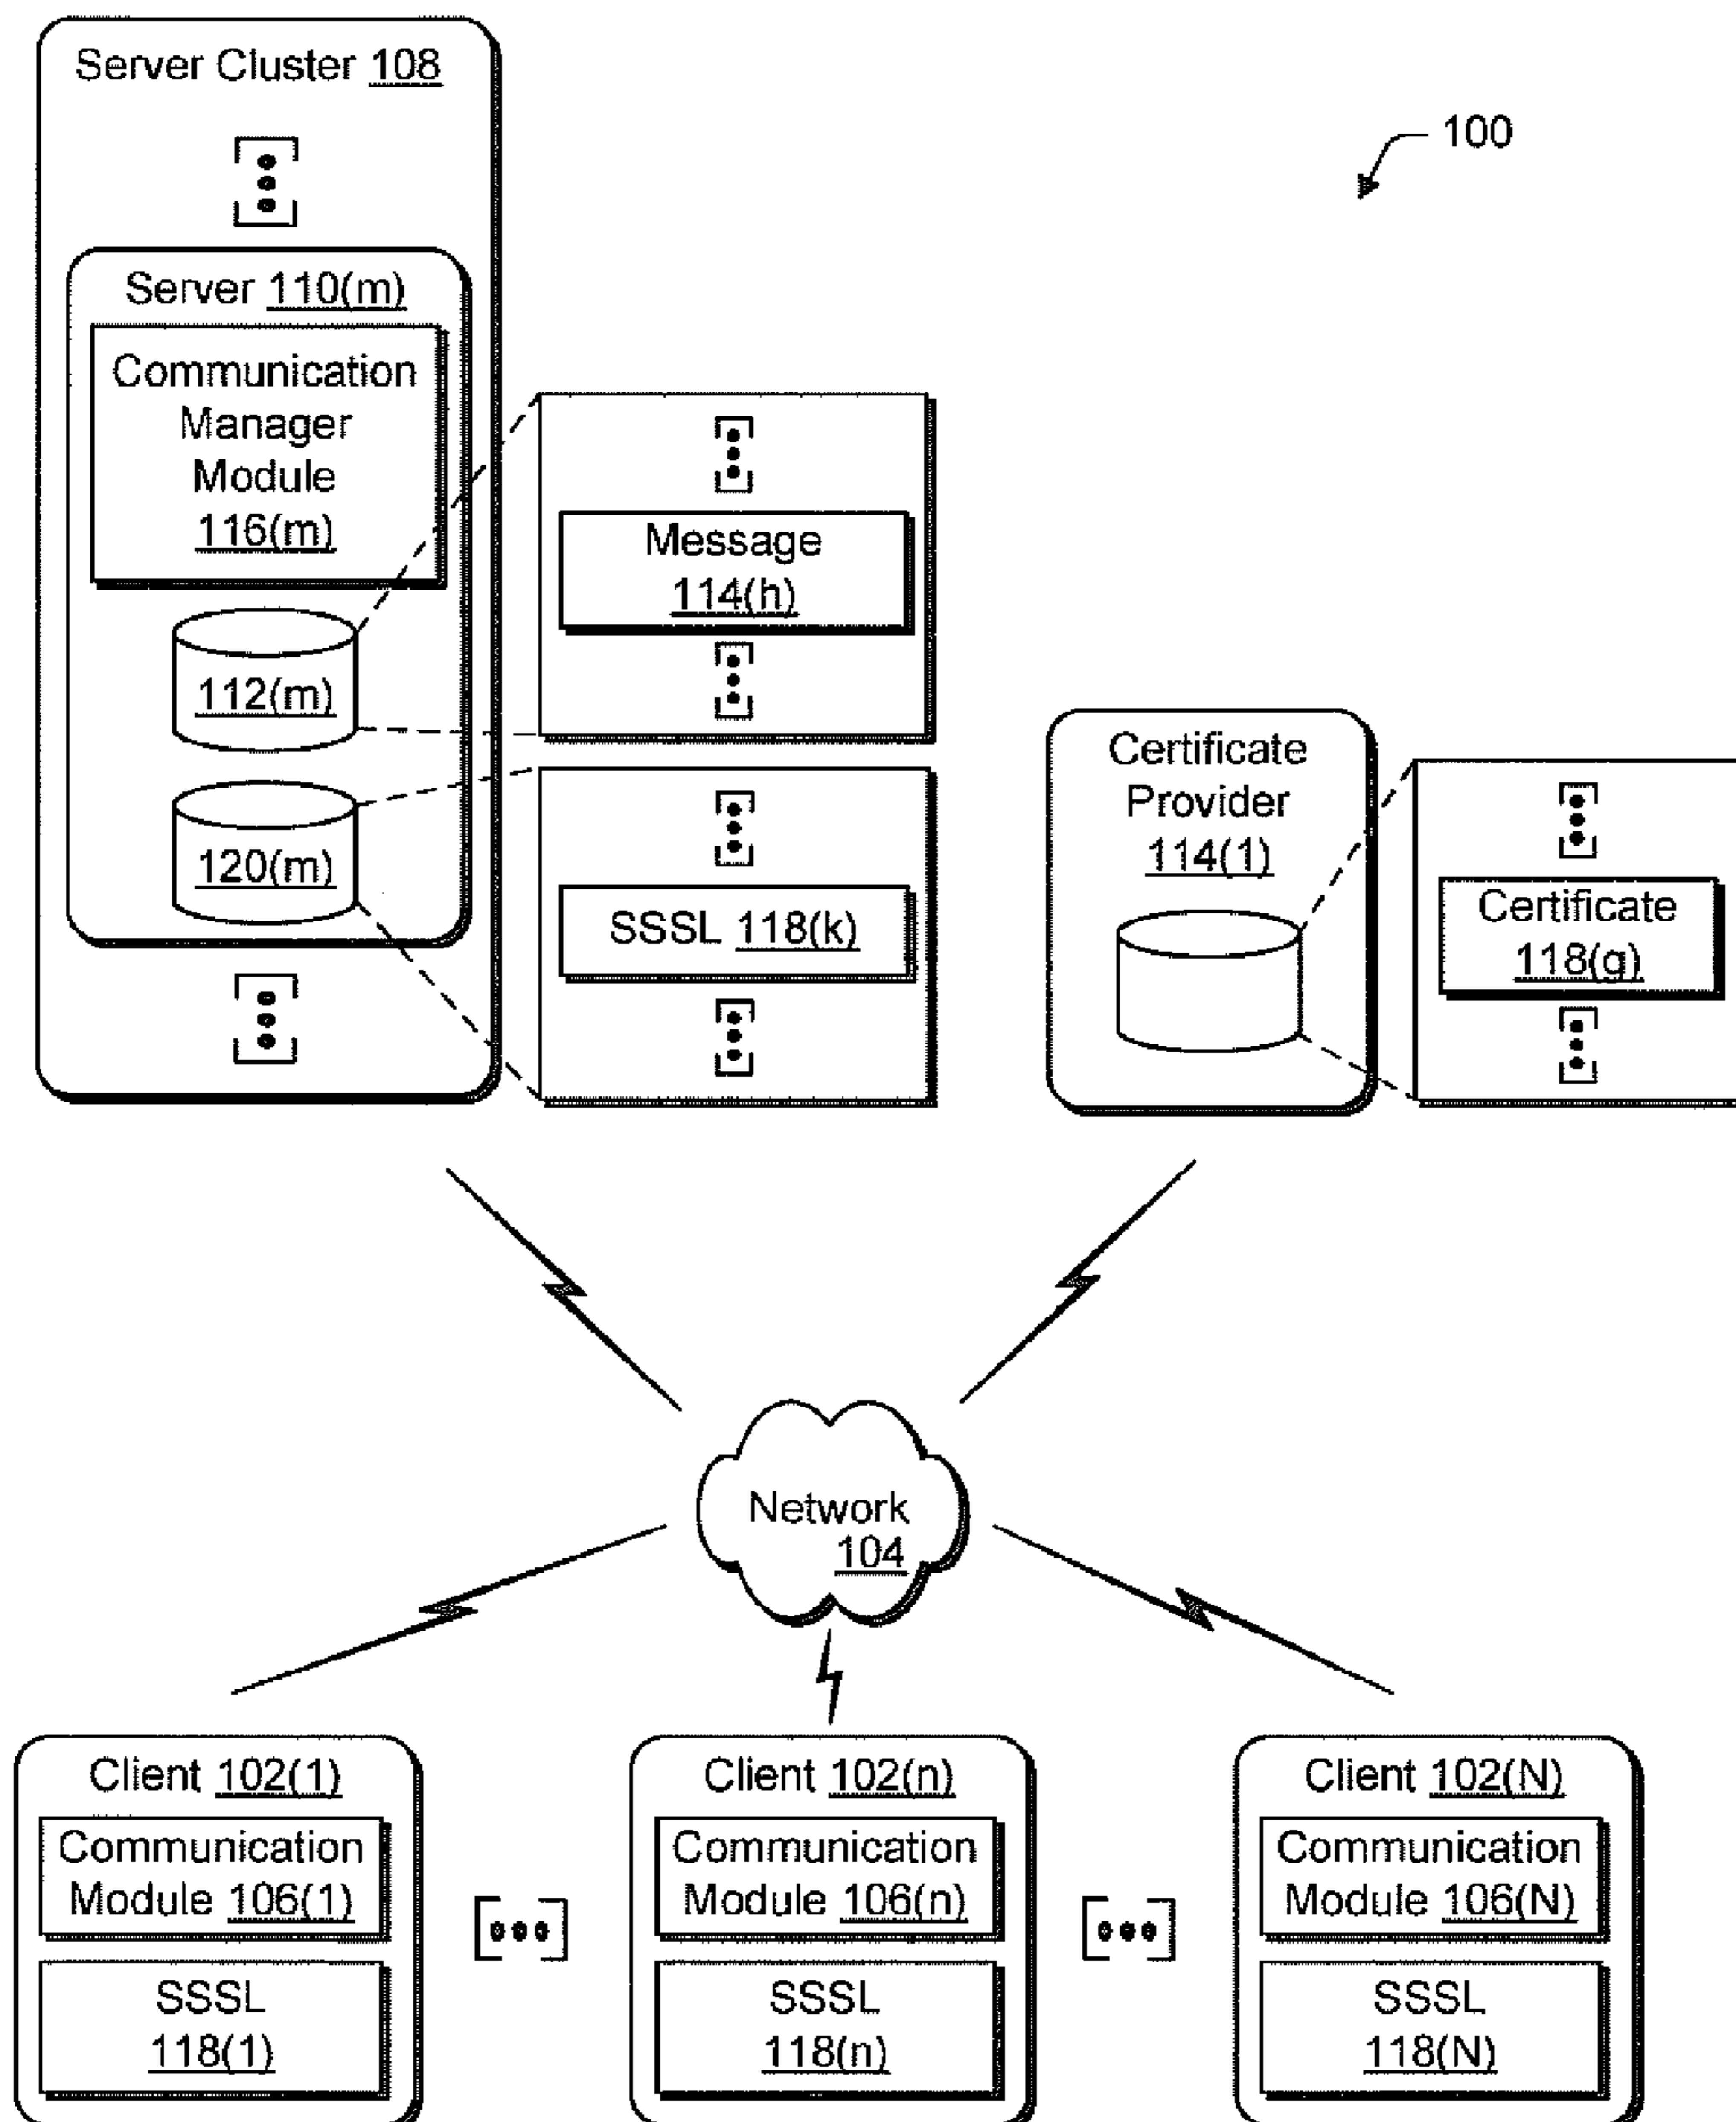 Server Cluster 108
100
Server 110(m)
Communication
Manager
Module
116(m)
112(m)
120(m)
Message
114(h)
SSSL 118(k)
Certificate
Provider
114(1)
Certificate
118(g)
Network
104
Client 102(1)
Communication
Module 106(1)
SSSL
118(1)
Client 102(n)
Communication
Module 106(n)
SSSL
118(n)
Client 102(N)
Communication
Module 106(N)
SSSL
118(N)